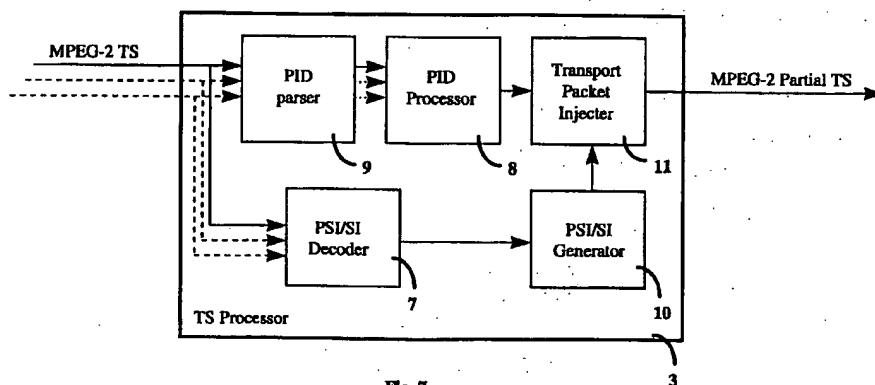 MPEG-2 TS
PID
parser
9
PID
Processor
8
Transport
Packet
Injecter
11
MPEG-2 Partial TS
PSI/SI
Decoder
7
PSI/SI
Generator
10
TS Processor
3